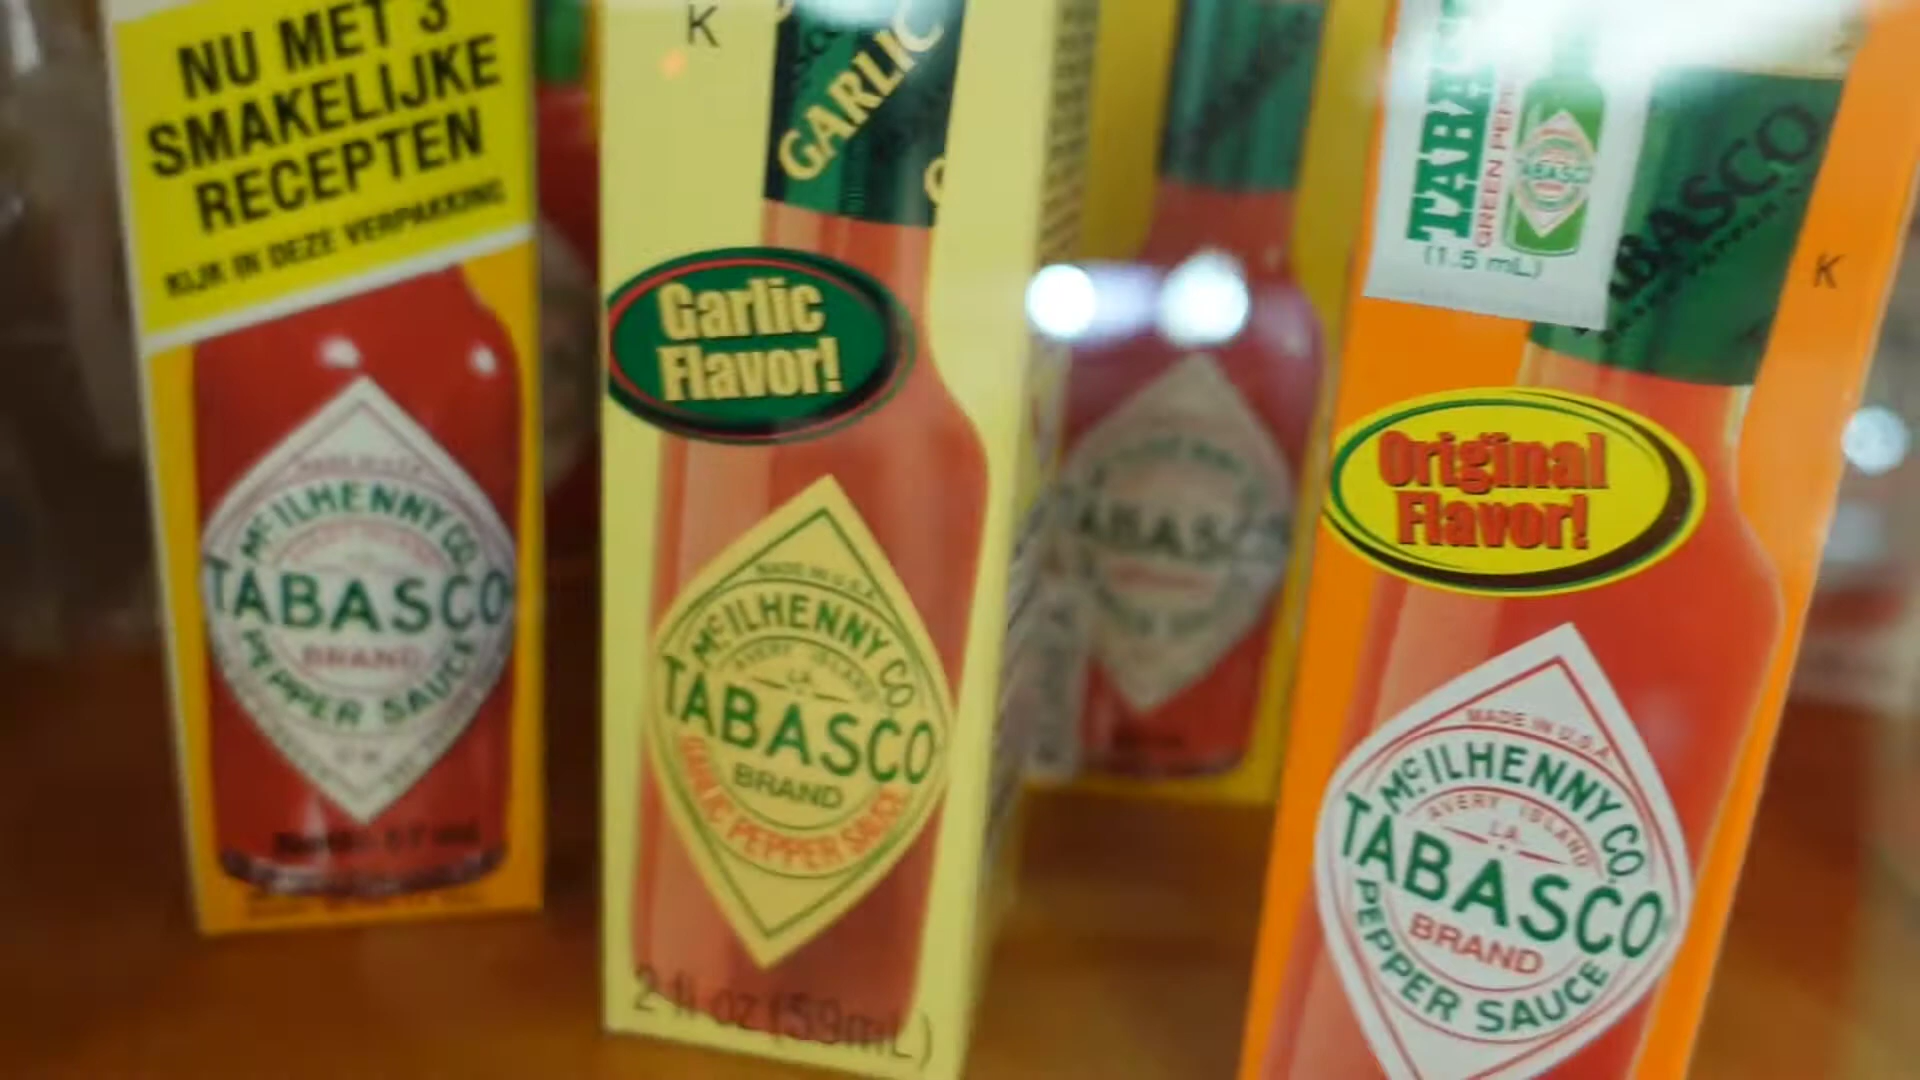 NU MET 3
SMAKELIJKE
RECEPTEN
KIJK IN DEZE VERPAKKING
McILHENNY CO.
TABASCO
BRAND
PEPPER SAUCE
K
GARLIC
Garlic
Flavor!
MADE IN U.S.A.
McILHENNY CO.
AVERY ISLAND
LA.
TABASCO
BRAND
GARLIC PEPPER SAUCE
2 fl oz (59mL)
TABASCO
GREEN PEPP
(1.5 mL)
TABASCO
K
Original
Flavor!
MADE IN U.S.A.
McILHENNY CO.
AVERY ISLAND
LA.
TABASCO
BRAND
PEPPER SAUCE